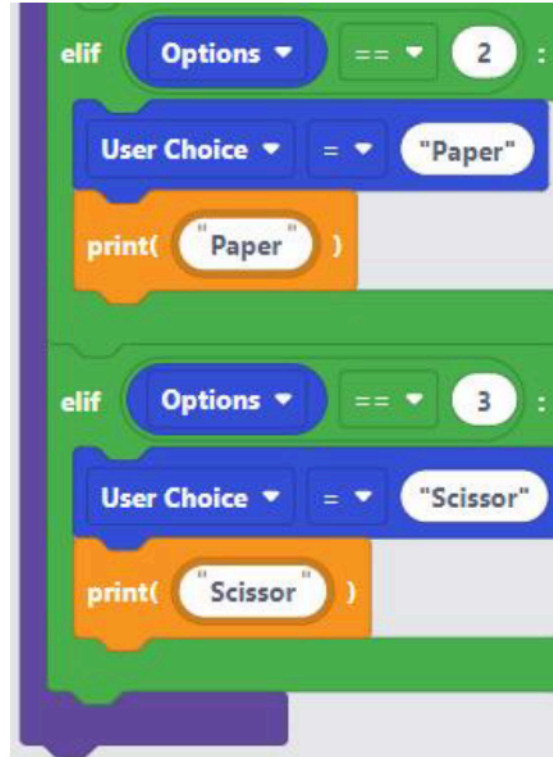 elif Options == 2 :
User Choice = "Paper"
print( "Paper" )
elif Options == 3 :
User Choice = "Scissor"
print( "Scissor" )